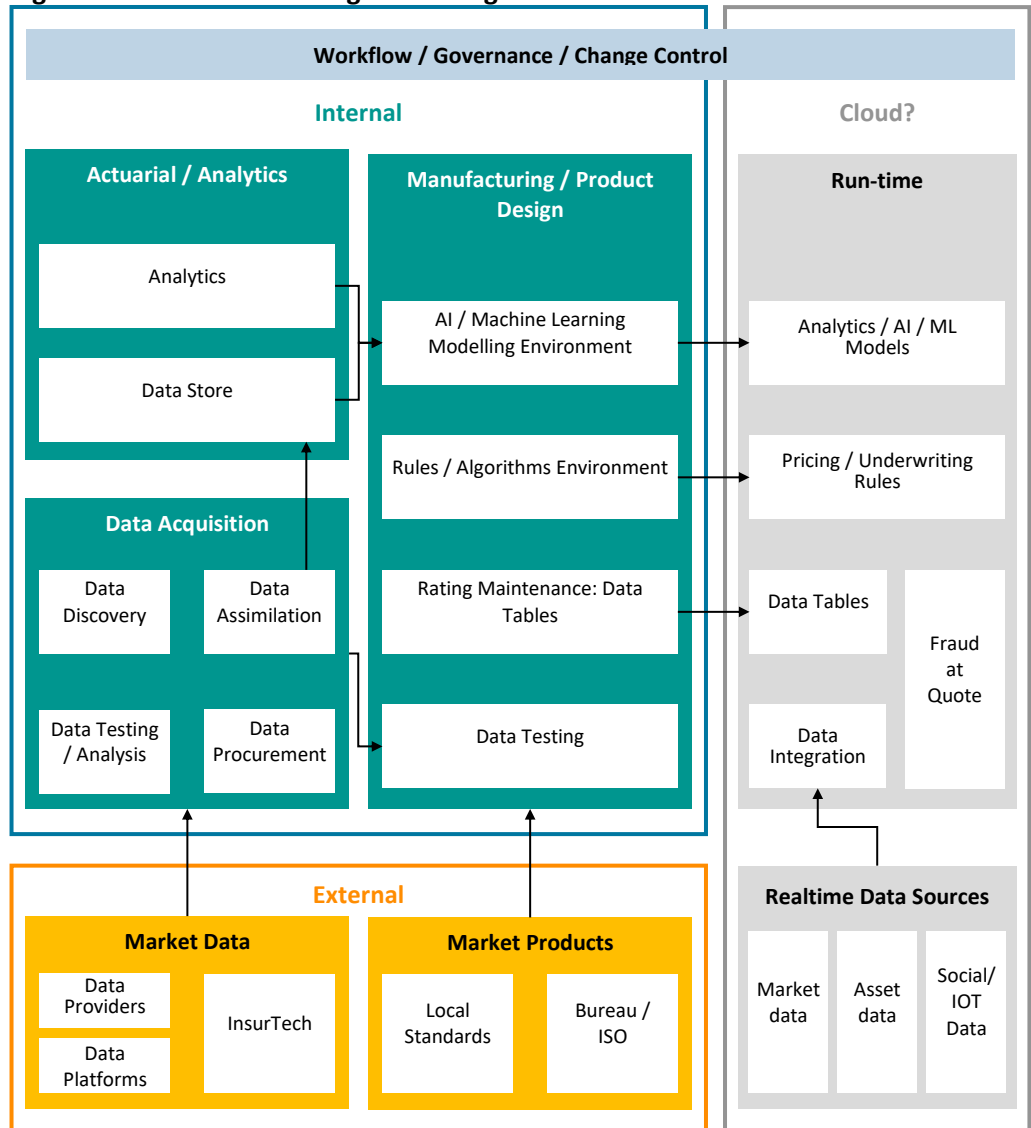 Workflow / Governance / Change Control
Internal
Cloud?
Actuarial / Analytics
Analytics
Data Store
Manufacturing / Product
Design
AI / Machine Learning
Modelling Environment
Rules / Algorithms Environment
Rating Maintenance: Data
Tables
Data Testing
Run-time
Analytics / AI / ML
Models
Pricing / Underwriting
Rules
Data Tables
Fraud
at
Quote
Data
Integration
Data Acquisition
Data
Discovery
Data
Assimilation
Data Testing
/ Analysis
Data
Procurement
External
Market Data
Data
Providers
Data
Platforms
InsurTech
Market Products
Local
Standards
Bureau /
ISO
Realtime Data Sources
Market
data
Asset
data
Social/
IOT
Data